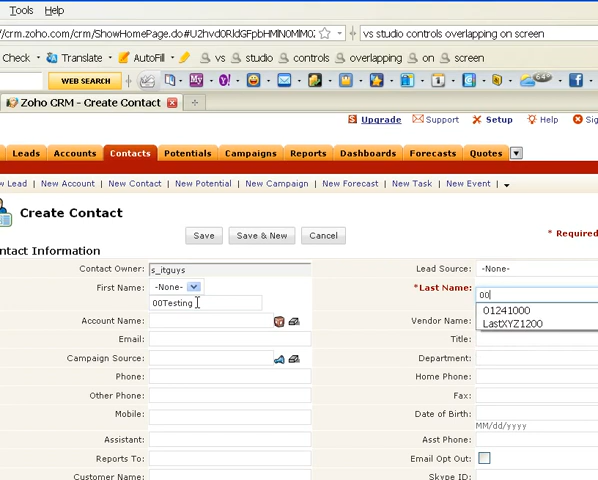 Tools Help
//crm.zoho.com/crm/ShowHomePage.do# vs studio controls overlapping on screen
Check Translate AutoFill vs studio controls overlapping on screen
WEB SEARCH 64°
Zoho CRM - Create Contact
Upgrade Support Setup Help
Leads Accounts Contacts Potentials Campaigns Reports Dashboards Forecasts Quotes
Lead New Account New Contact New Potential New Campaign New Forecast New Task New Event
Create Contact
Save Save & New Cancel * Required
ntact Information
Contact Owner: s_itguys Lead Source: -None-
First Name: -None- *Last Name: 00
00Testing 01241000
Account Name: Vendor Name: LastXYZ1200
Email: Title:
Campaign Source: Department:
Phone: Home Phone:
Other Phone: Fax:
Mobile: Date of Birth:
MM/dd/yyyy
Assistant: Asst Phone:
Reports To: Email Opt Out:
Customer Name: Skype ID: